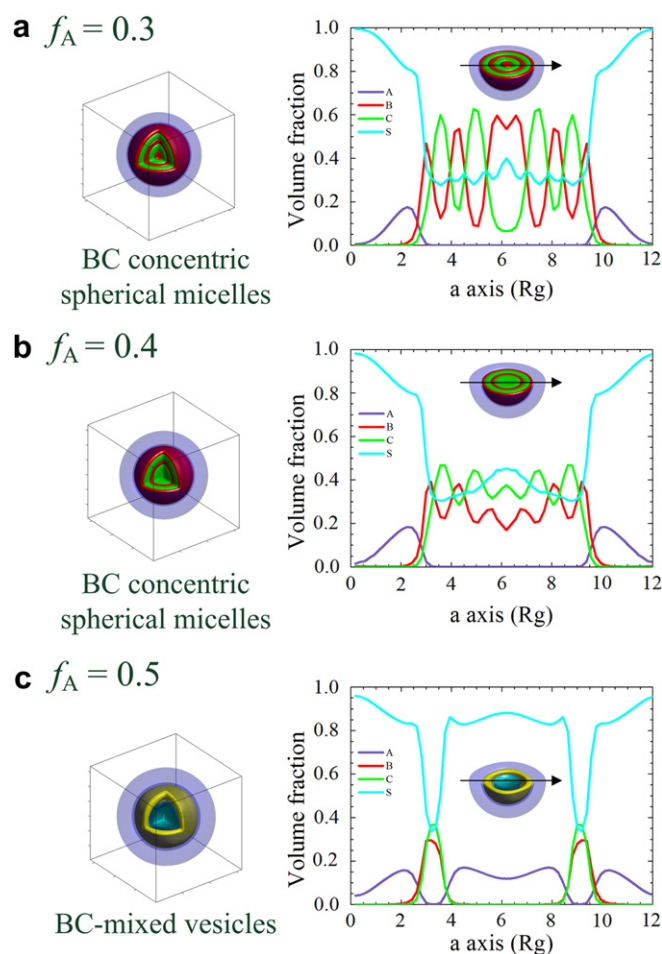 a f_A = 0.3
BC concentric
spherical micelles
Volume fraction
1.0
0.8
0.6
0.4
0.2
0.0
A
B
C
S
0 2 4 6 8 10 12
a axis (Rg)
b f_A = 0.4
BC concentric
spherical micelles
Volume fraction
1.0
0.8
0.6
0.4
0.2
0.0
A
B
C
S
0 2 4 6 8 10 12
a axis (Rg)
c f_A = 0.5
BC-mixed vesicles
Volume fraction
1.0
0.8
0.6
0.4
0.2
0.0
A
B
C
S
0 2 4 6 8 10 12
a axis (Rg)